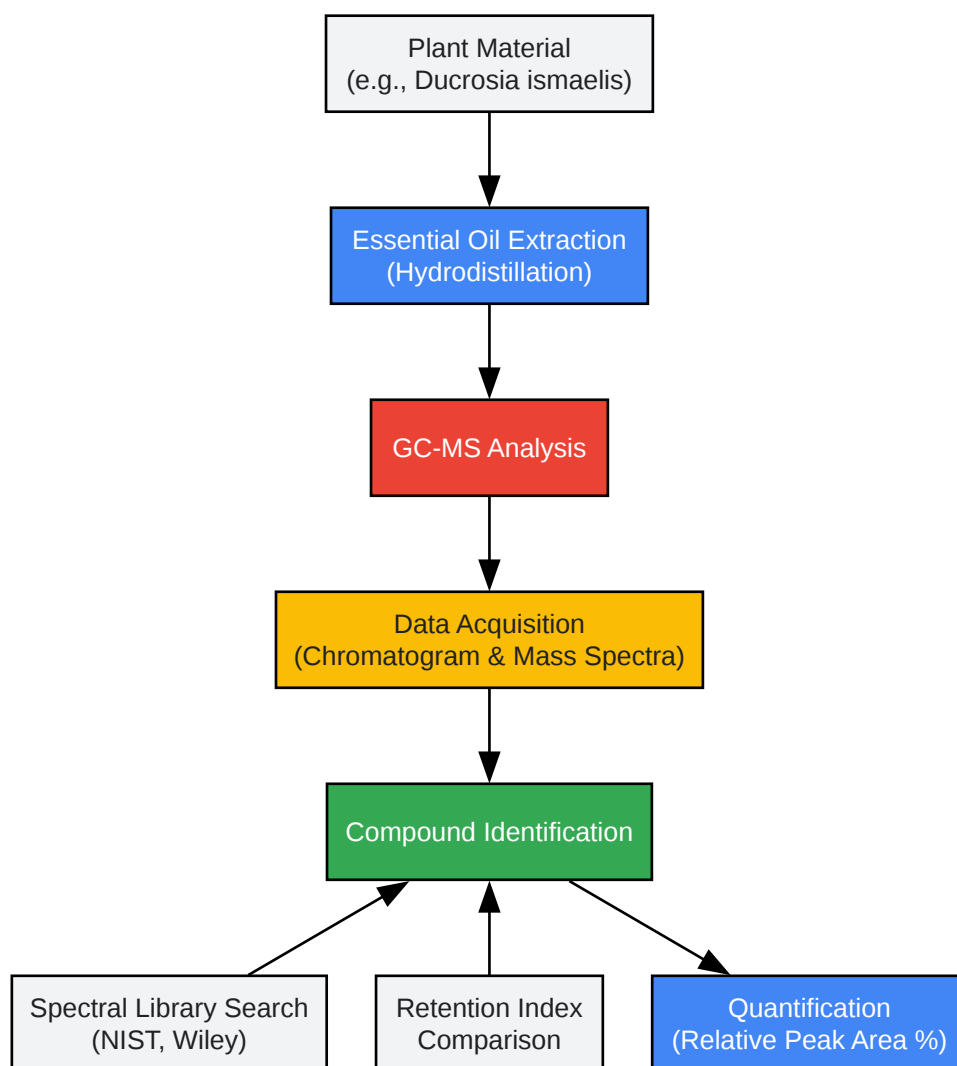 Plant Material
(e.g., Ducrosia ismaelis)
Essential Oil Extraction
(Hydrodistillation)
GC-MS Analysis
Data Acquisition
(Chromatogram & Mass Spectra)
Compound Identification
Spectral Library Search
(NIST, Wiley)
Retention Index
Comparison
Quantification
(Relative Peak Area %)